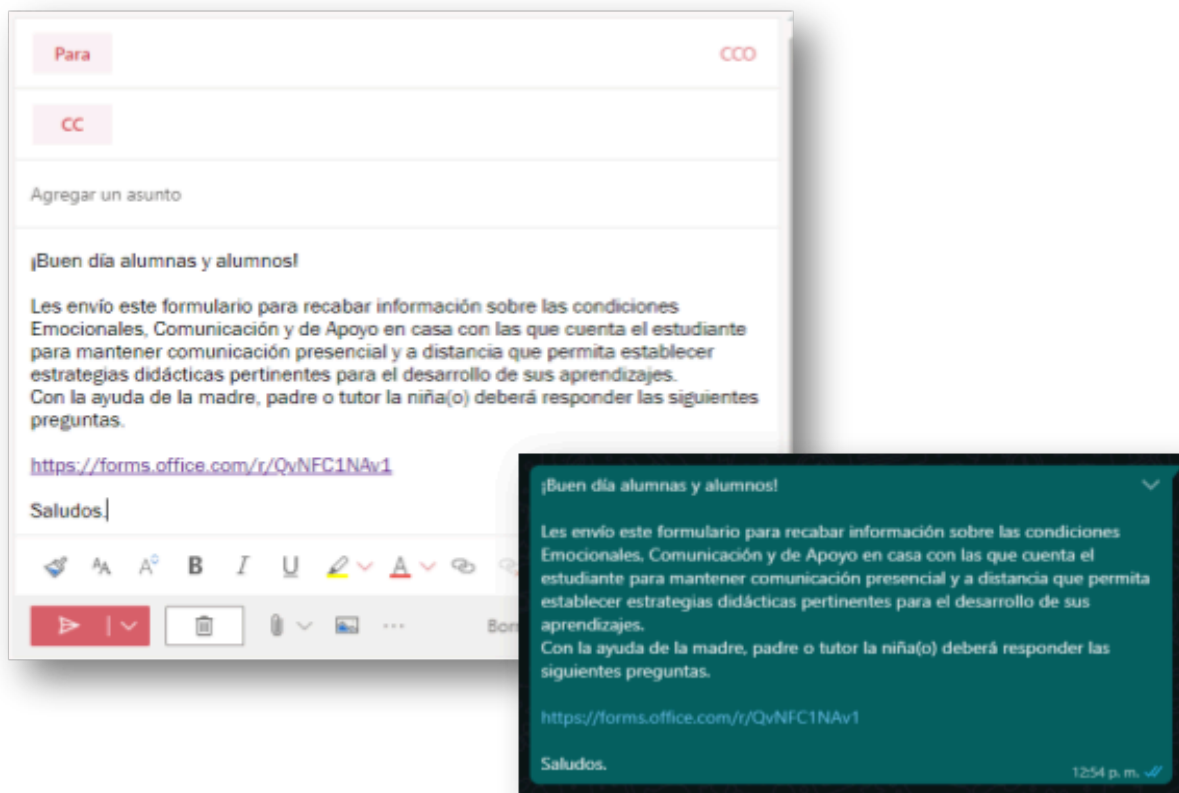 Para
CCO
CC
Agregar un asunto
¡Buen día alumnas y alumnos!
Les envío este formulario para recabar información sobre las condiciones
Emocionales, Comunicación y de Apoyo en casa con las que cuenta el estudiante
para mantener comunicación presencial y a distancia que permita establecer
estrategias didácticas pertinentes para el desarrollo de sus aprendizajes.
Con la ayuda de la madre, padre o tutor la niña(o) deberá responder las siguientes
preguntas.
https://forms.office.com/r/QvNFC1NAv1
Saludos.
B I U A
Borr
¡Buen día alumnas y alumnos!
Les envío este formulario para recabar información sobre las condiciones
Emocionales, Comunicación y de Apoyo en casa con las que cuenta el
estudiante para mantener comunicación presencial y a distancia que permita
establecer estrategias didácticas pertinentes para el desarrollo de sus
aprendizajes.
Con la ayuda de la madre, padre o tutor la niña(o) deberá responder las
siguientes preguntas.
https://forms.office.com/r/QvNFC1NAv1
Saludos.
12:54 p. m.